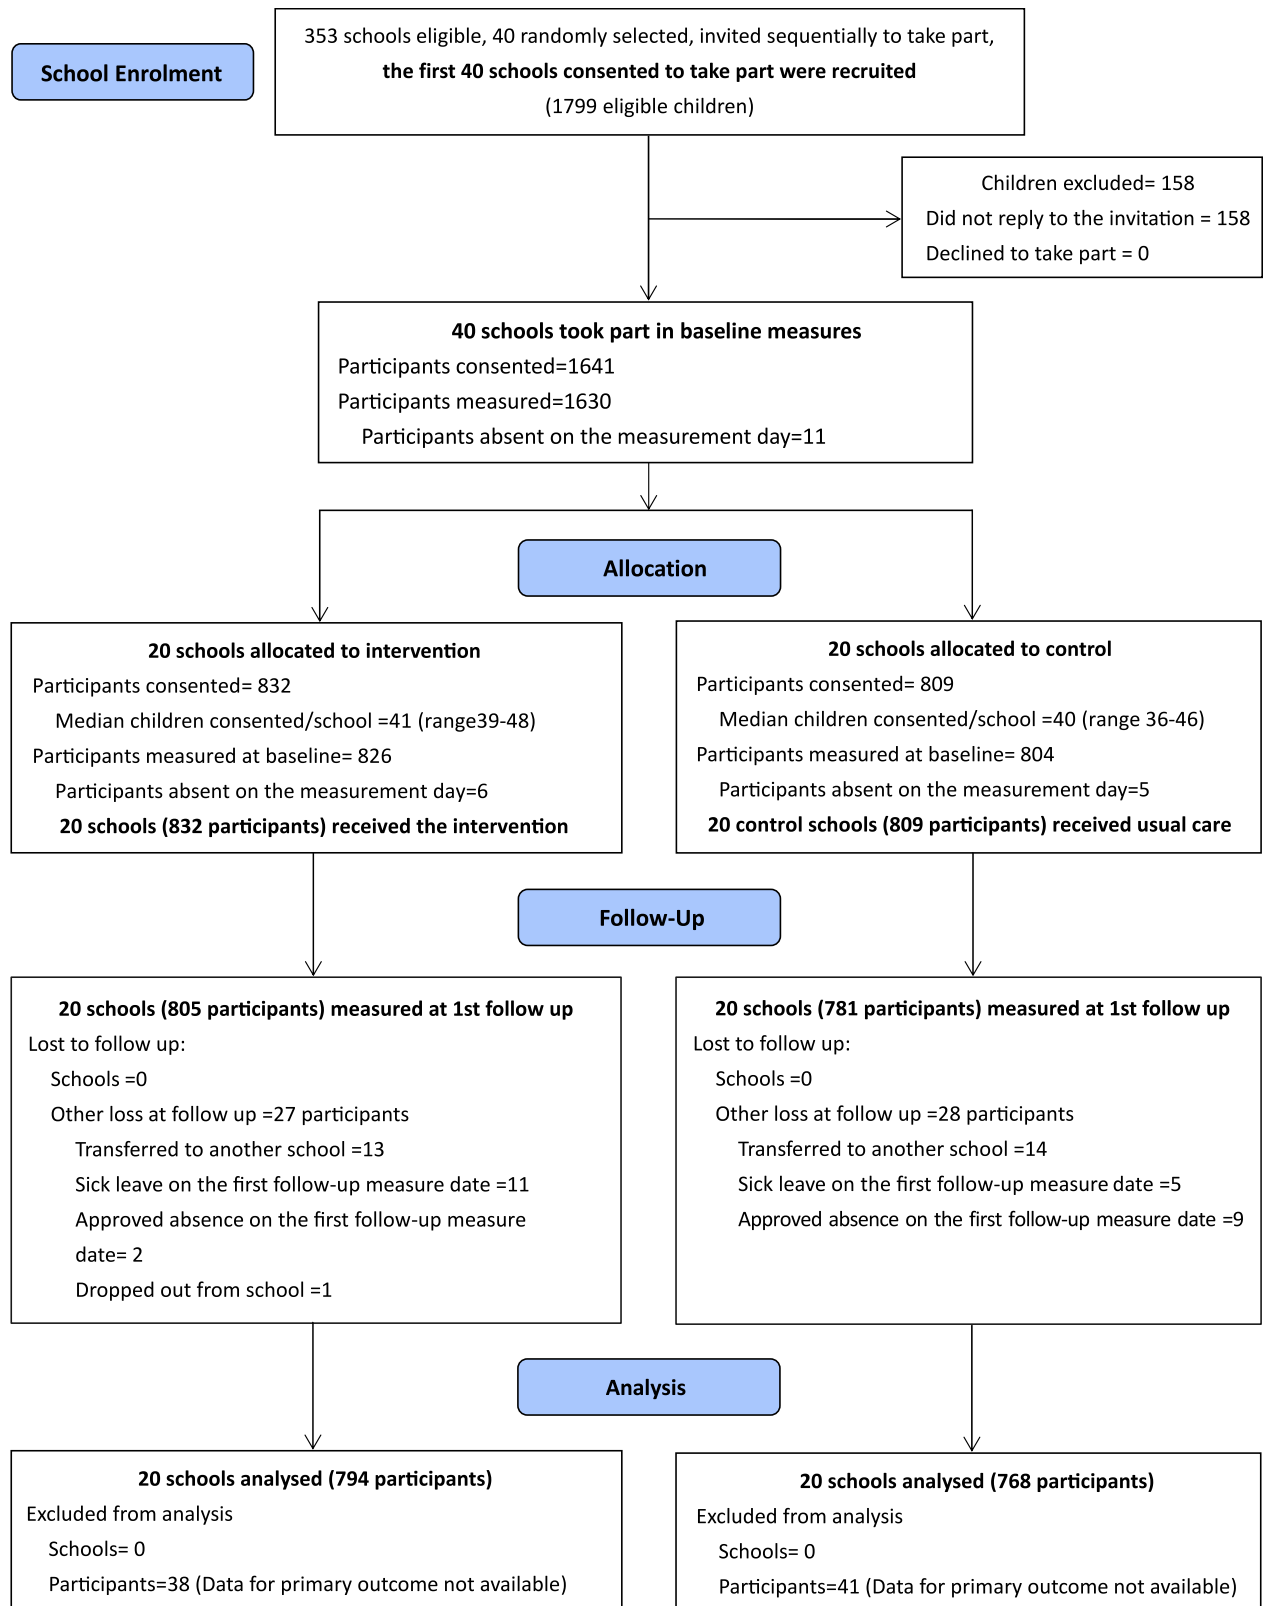 School Enrolment
353 schools eligible, 40 randomly selected, invited sequentially to take part,
the first 40 schools consented to take part were recruited
(1799 eligible children)
Children excluded= 158
Did not reply to the invitation = 158
Declined to take part = 0
40 schools took part in baseline measures
Participants consented=1641
Participants measured=1630
Participants absent on the measurement day=11
Allocation
20 schools allocated to intervention
Participants consented= 832
Median children consented/school =41 (range39-48)
Participants measured at baseline= 826
Participants absent on the measurement day=6
20 schools (832 participants) received the intervention
20 schools allocated to control
Participants consented= 809
Median children consented/school =40 (range 36-46)
Participants measured at baseline= 804
Participants absent on the measurement day=5
20 control schools (809 participants) received usual care
Follow-Up
20 schools (805 participants) measured at 1st follow up
Lost to follow up:
Schools =0
Other loss at follow up =27 participants
Transferred to another school =13
Sick leave on the first follow-up measure date =11
Approved absence on the first follow-up measure
date= 2
Dropped out from school =1
20 schools (781 participants) measured at 1st follow up
Lost to follow up:
Schools =0
Other loss at follow up =28 participants
Transferred to another school =14
Sick leave on the first follow-up measure date =5
Approved absence on the first follow-up measure date =9
Analysis
20 schools analysed (794 participants)
Excluded from analysis
Schools= 0
Participants=38 (Data for primary outcome not available)
20 schools analysed (768 participants)
Excluded from analysis
Schools= 0
Participants=41 (Data for primary outcome not available)